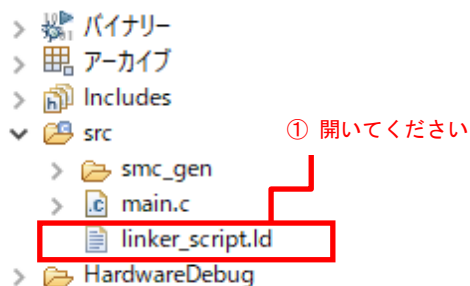 バイナリー
アーカイブ
Includes
src
① 開いてください
smc_gen
main.c
linker_script.ld
HardwareDebug